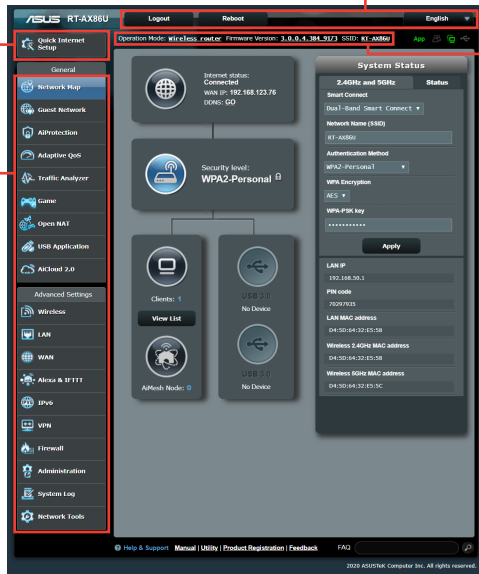 ASUS RT-AX86U
Logout
Reboot
English
Quick Internet
Setup
Operation Mode: Wireless router Firmware Version: 3.0.0.4.384_9173 SSID: RT-AX86U
App
General
Network Map
Guest Network
AiProtection
Adaptive QoS
Traffic Analyzer
Game
Open NAT
USB Application
AiCloud 2.0
Advanced Settings
Wireless
LAN
WAN
Alexa & IFTTT
IPv6
VPN
Firewall
Administration
System Log
Network Tools
Internet status:
Connected
WAN IP: 192.168.123.76
DDNS: GO
Security level:
WPA2-Personal
Clients: 1
View List
USB 3.0
No Device
AiMesh Node: 0
USB 3.0
No Device
System Status
2.4GHz and 5GHz
Status
Smart Connect
Dual-Band Smart Connect
Network Name (SSID)
RT-AX86U
Authentication Method
WPA2-Personal
WPA Encryption
AES
WPA-PSK key
Apply
LAN IP
192.168.50.1
PIN code
70297935
LAN MAC address
D4:5D:64:32:E5:58
Wireless 2.4GHz MAC address
D4:5D:64:32:E5:58
Wireless 5GHz MAC address
D4:5D:64:32:E5:5C
Help & Support Manual | Utility | Product Registration | Feedback
FAQ
2020 ASUSTeK Computer Inc. All rights reserved.